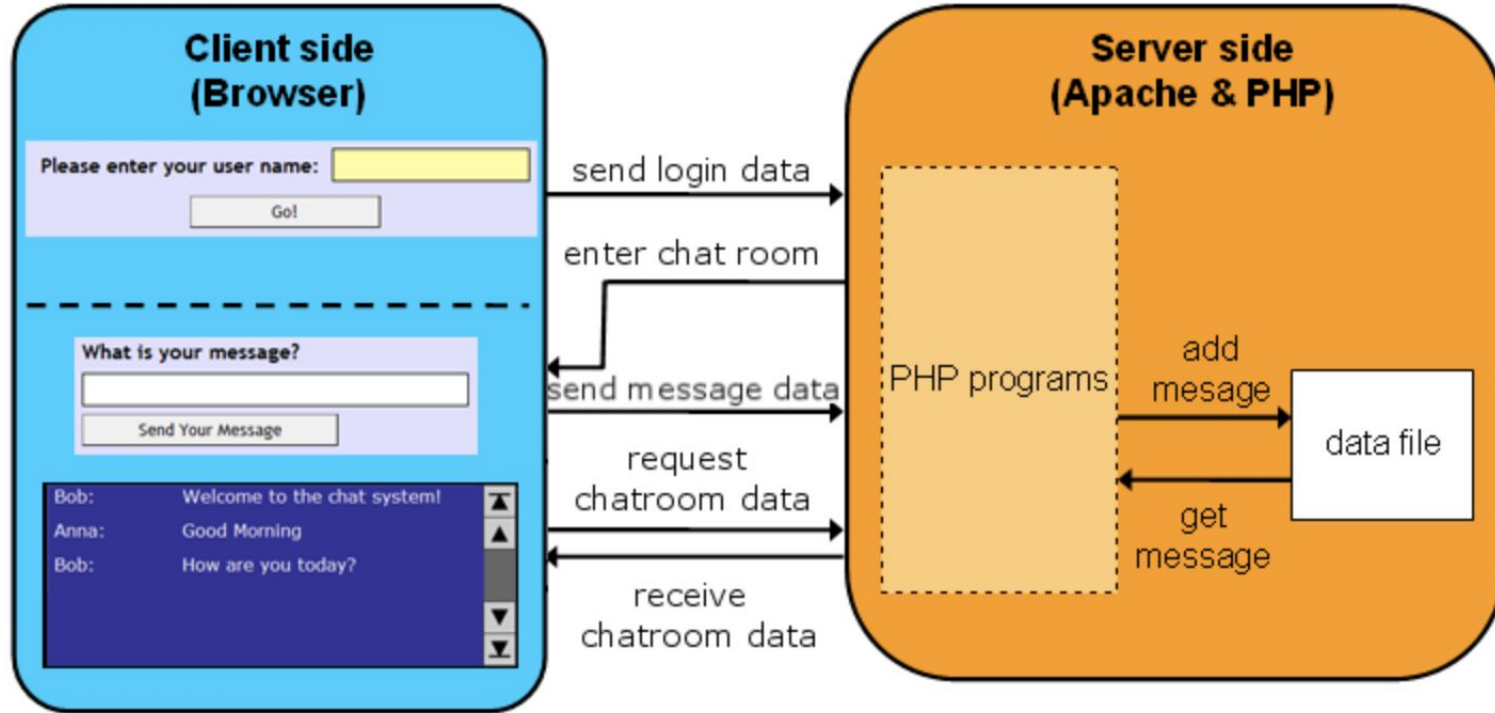 Client side
(Browser)
Please enter your user name:
Go!
What is your message?
Send Your Message
Bob: Welcome to the chat system!
Anna: Good Morning
Bob: How are you today?
send login data
enter chat room
send message data
request
chatroom data
receive
chatroom data
Server side
(Apache & PHP)
PHP programs
add
mesage
get
message
data file